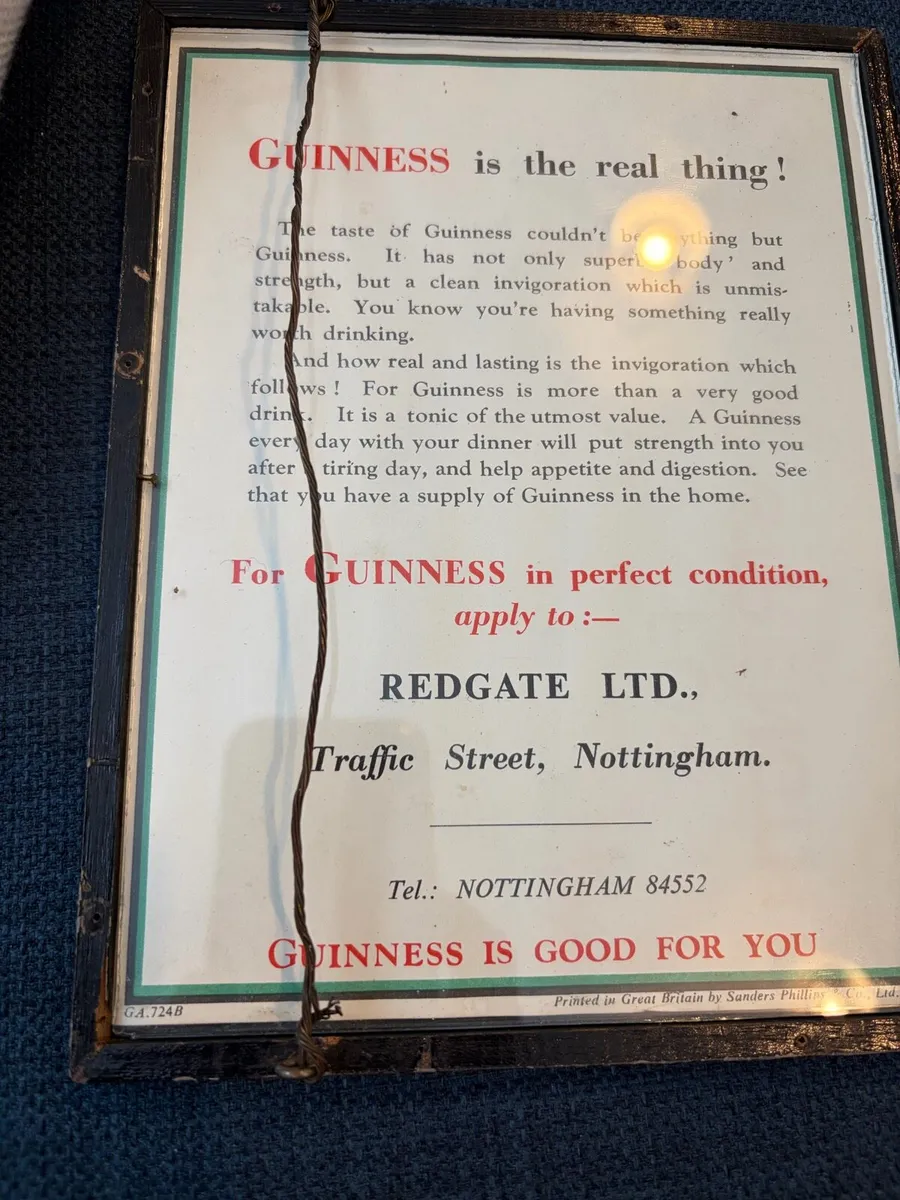 GUINNESS is the real thing!
The taste of Guinness couldn't be anything but
Guinness. It has not only superb 'body' and
strength, but a clean invigoration which is unmis-
takable. You know you're having something really
worth drinking.
And how real and lasting is the invigoration which
follows! For Guinness is more than a very good
drink. It is a tonic of the utmost value. A Guinness
every day with your dinner will put strength into you
after a tiring day, and help appetite and digestion. See
that you have a supply of Guinness in the home.
For GUINNESS in perfect condition,
apply to:—
REDGATE LTD.,
Traffic Street, Nottingham.
Tel.: NOTTINGHAM 84552
GUINNESS IS GOOD FOR YOU
GA.724B
Printed in Great Britain by Sanders Phillips & Co., Ltd.